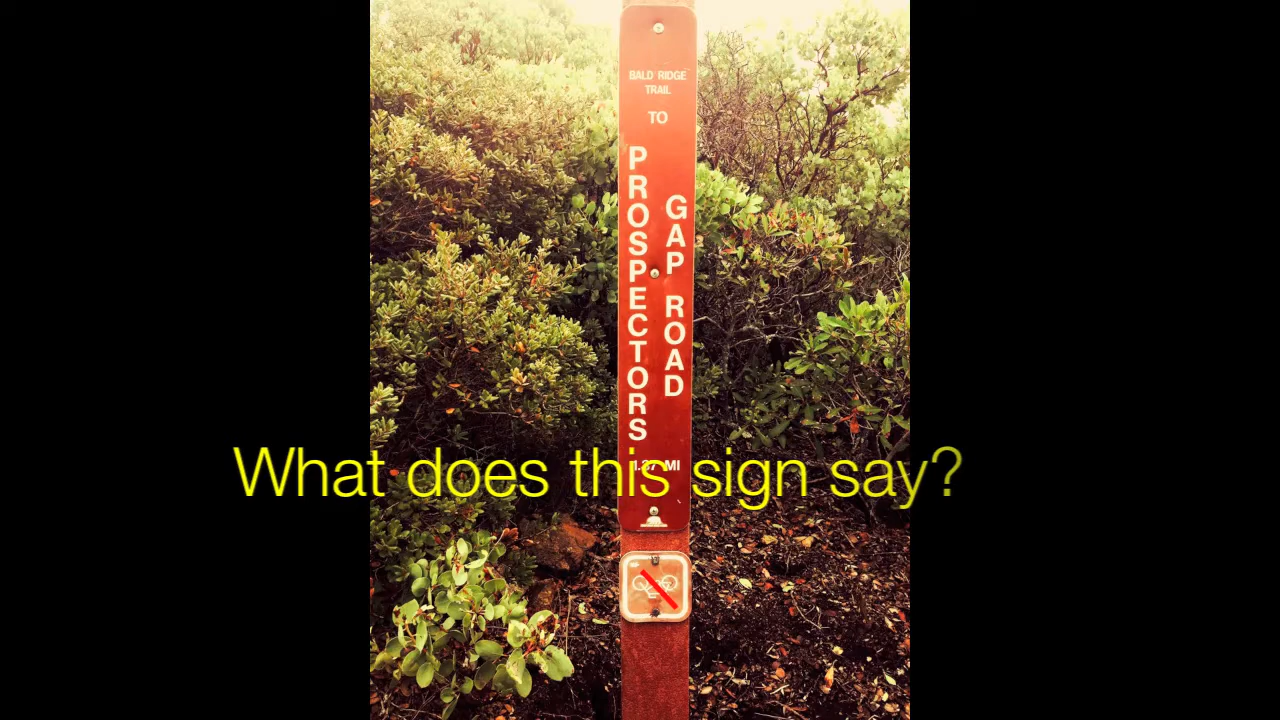 BALD RIDGE
TRAIL
TO
PROSPECTORS
GAP ROAD
What does this sign say?
MI